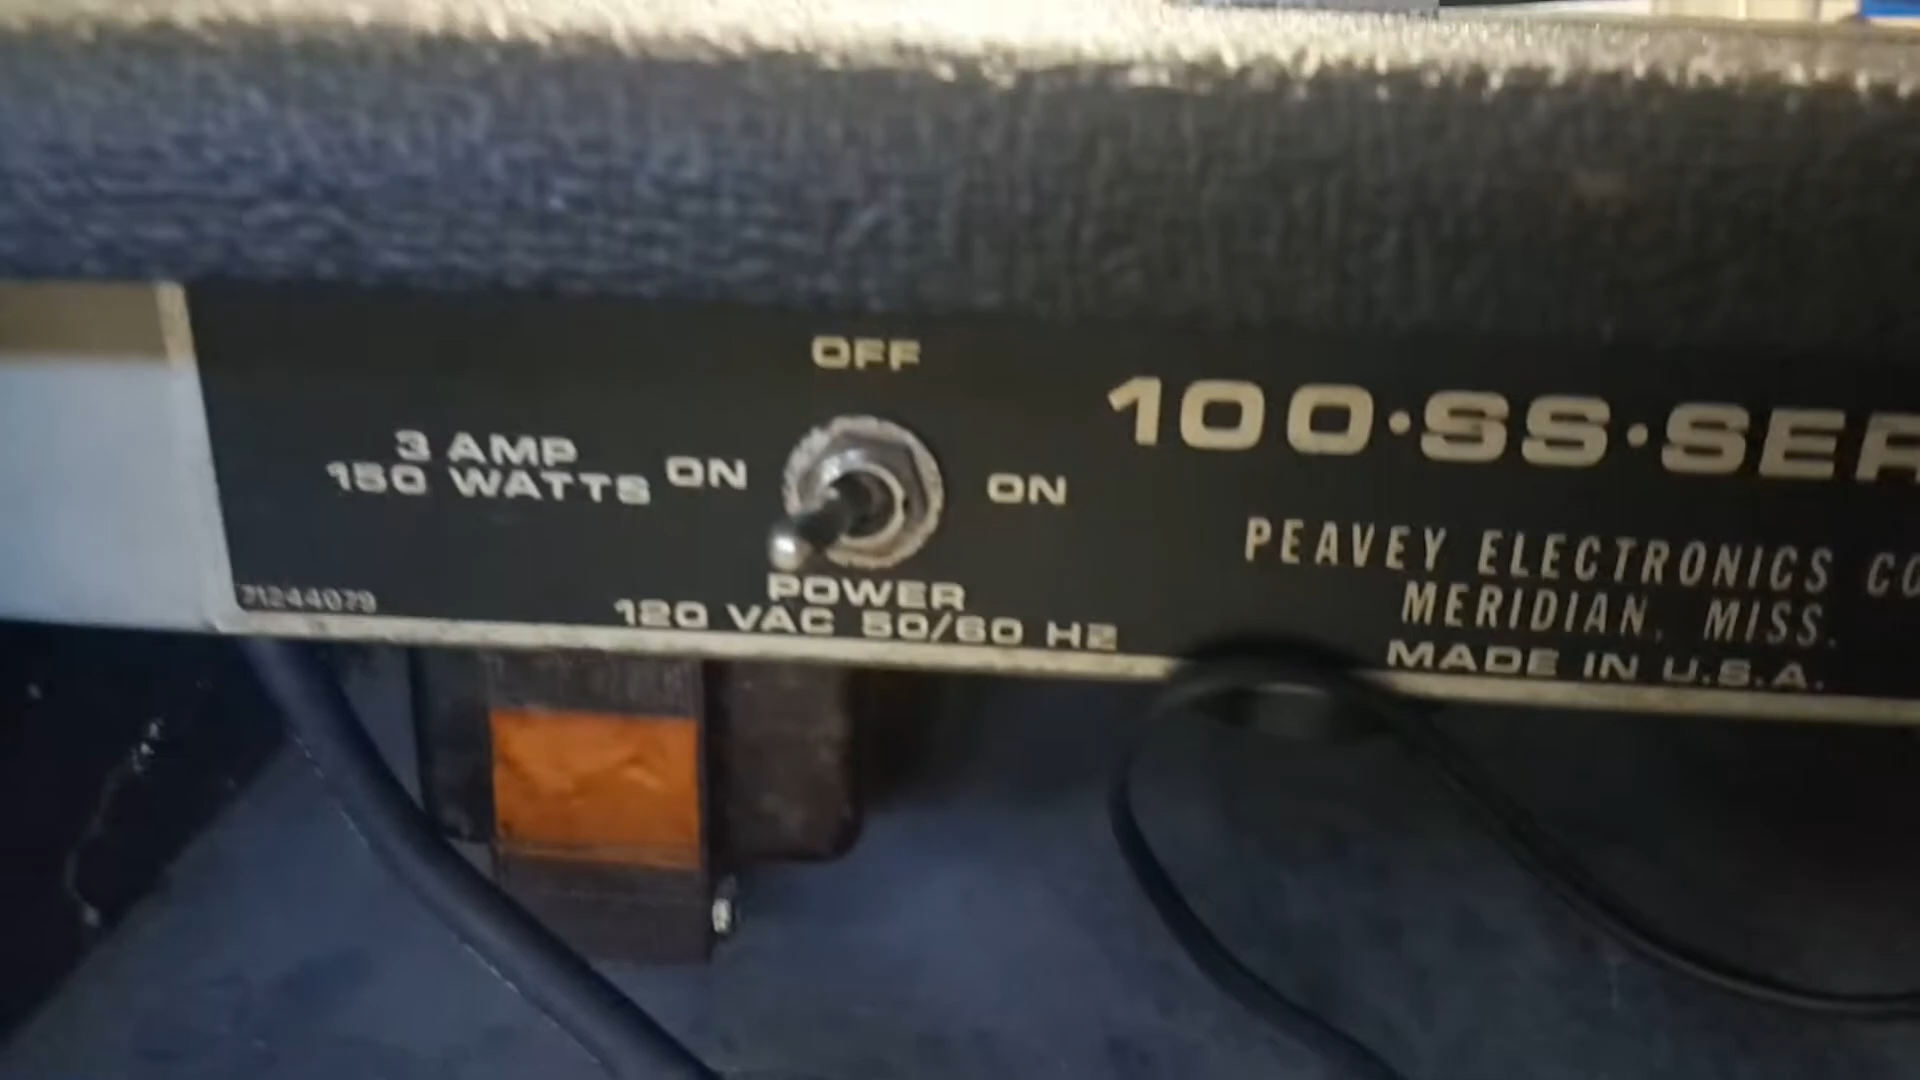 OFF
3 AMP
150 WATTS
ON
ON
100·SS·SER
PEAVEY ELECTRONICS CO
MERIDIAN, MISS.
MADE IN U.S.A.
71244079
POWER
120 VAC 50/60 HZ